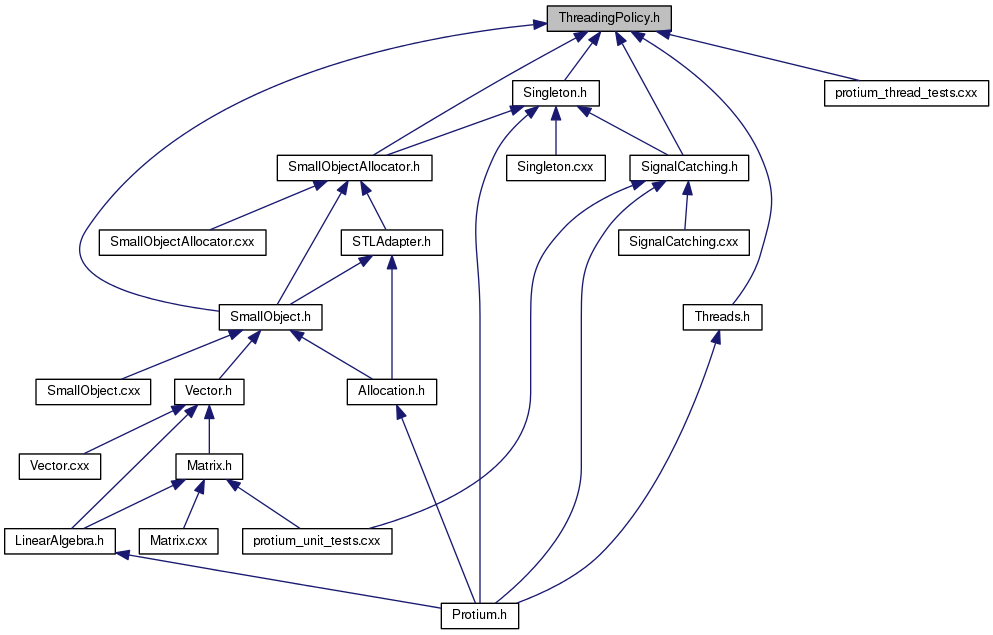 ThreadingPolicy.h
Singleton.h
protium_thread_tests.cxx
SmallObjectAllocator.h
Singleton.cxx
SignalCatching.h
SmallObjectAllocator.cxx
STLAdapter.h
SignalCatching.cxx
SmallObject.h
Threads.h
SmallObject.cxx
Vector.h
Allocation.h
Vector.cxx
Matrix.h
LinearAlgebra.h
Matrix.cxx
protium_unit_tests.cxx
Protium.h